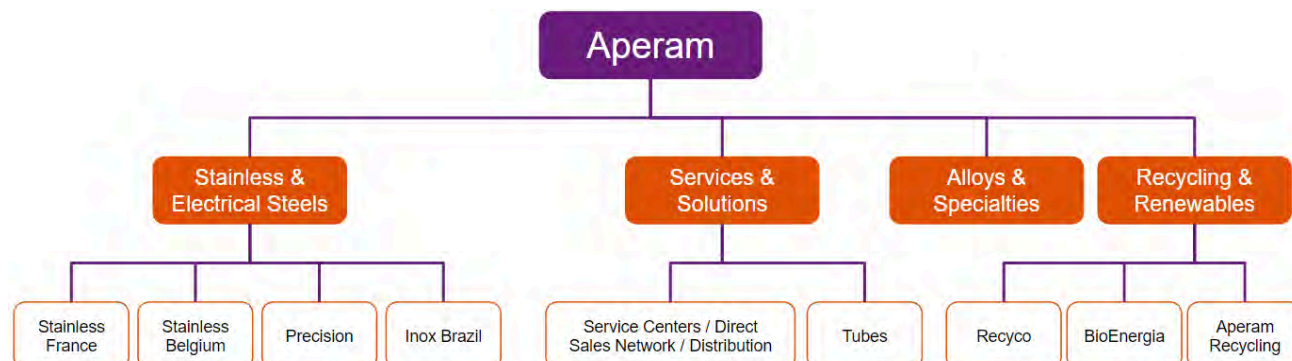 Aperam
Stainless &
Electrical Steels
Services &
Solutions
Alloys &
Specialties
Recycling &
Renewables
Stainless
France
Stainless
Belgium
Precision
Inox Brazil
Service Centers / Direct
Sales Network / Distribution
Tubes
Recyco
BioEnergia
Aperam
Recycling